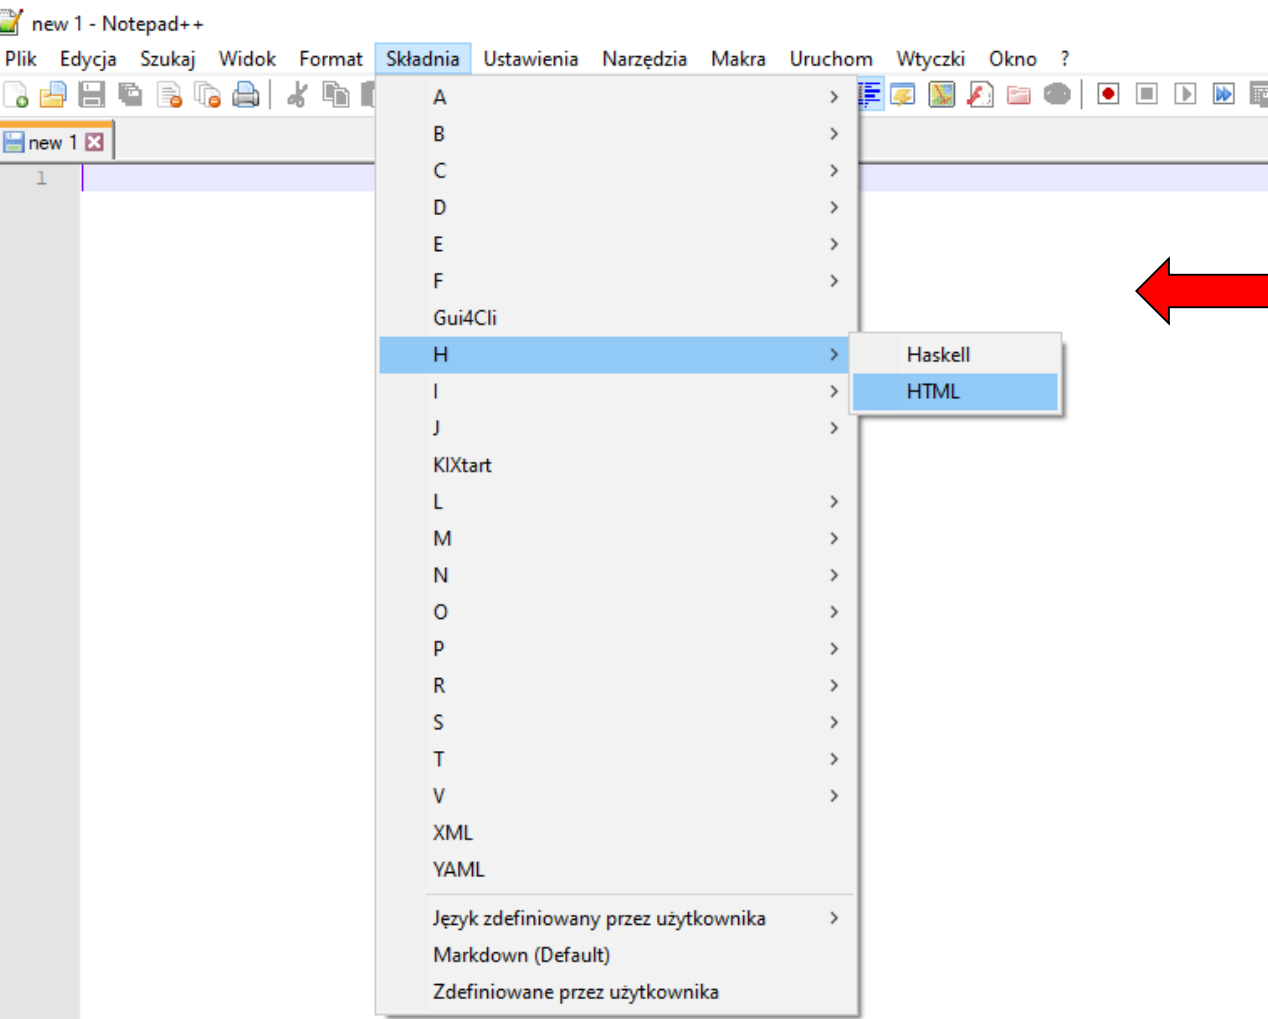 new 1 - Notepad++
Plik Edycja Szukaj Widok Format Składnia Ustawienia Narzędzia Makra Uruchom Wtyczki Okno ?
new 1
1
A
B
C
D
E
F
Gui4Cli
H
Haskell
I
HTML
J
KIXtart
L
M
N
O
P
R
S
T
V
XML
YAML
Język zdefiniowany przez użytkownika
Markdown (Default)
Zdefiniowane przez użytkownika